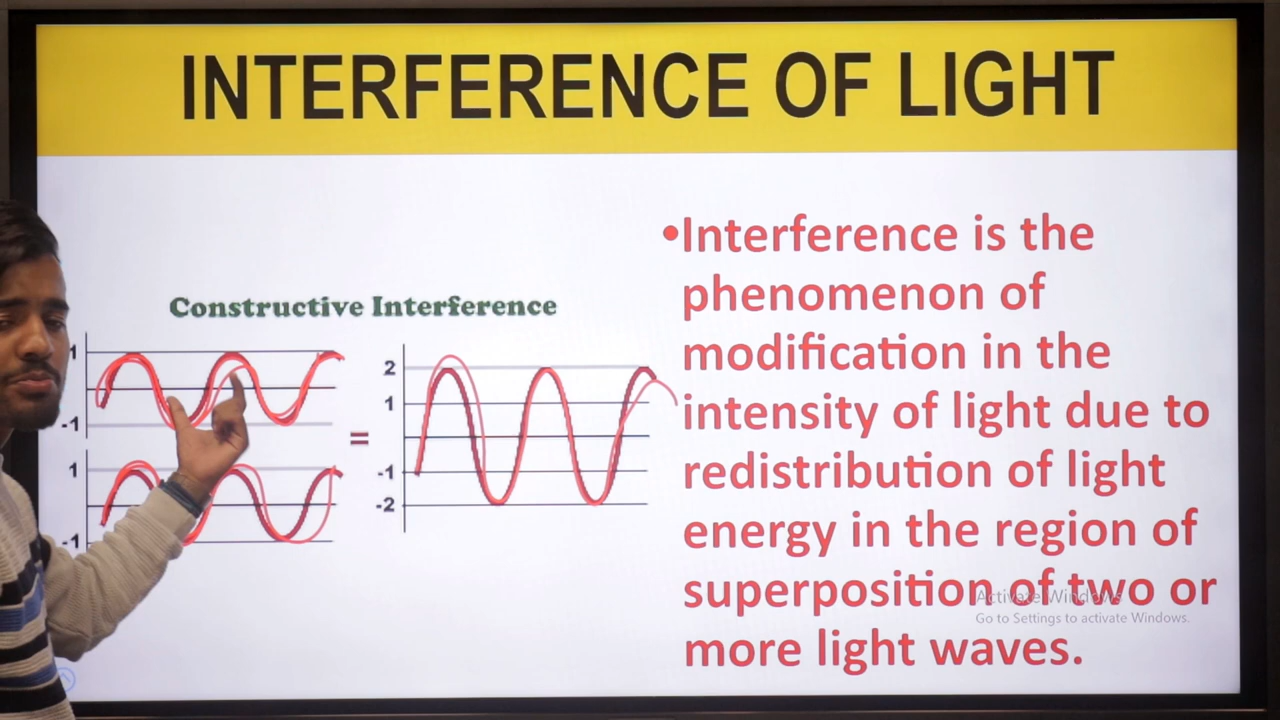 INTERFERENCE OF LIGHT
Constructive Interference
1
-1
1
-1
=
2
1
-1
-2
•Interference is the
phenomenon of
modification in the
intensity of light due to
redistribution of light
energy in the region of
superposition of two or
more light waves.
Activate Windows
Go to Settings to activate Windows.